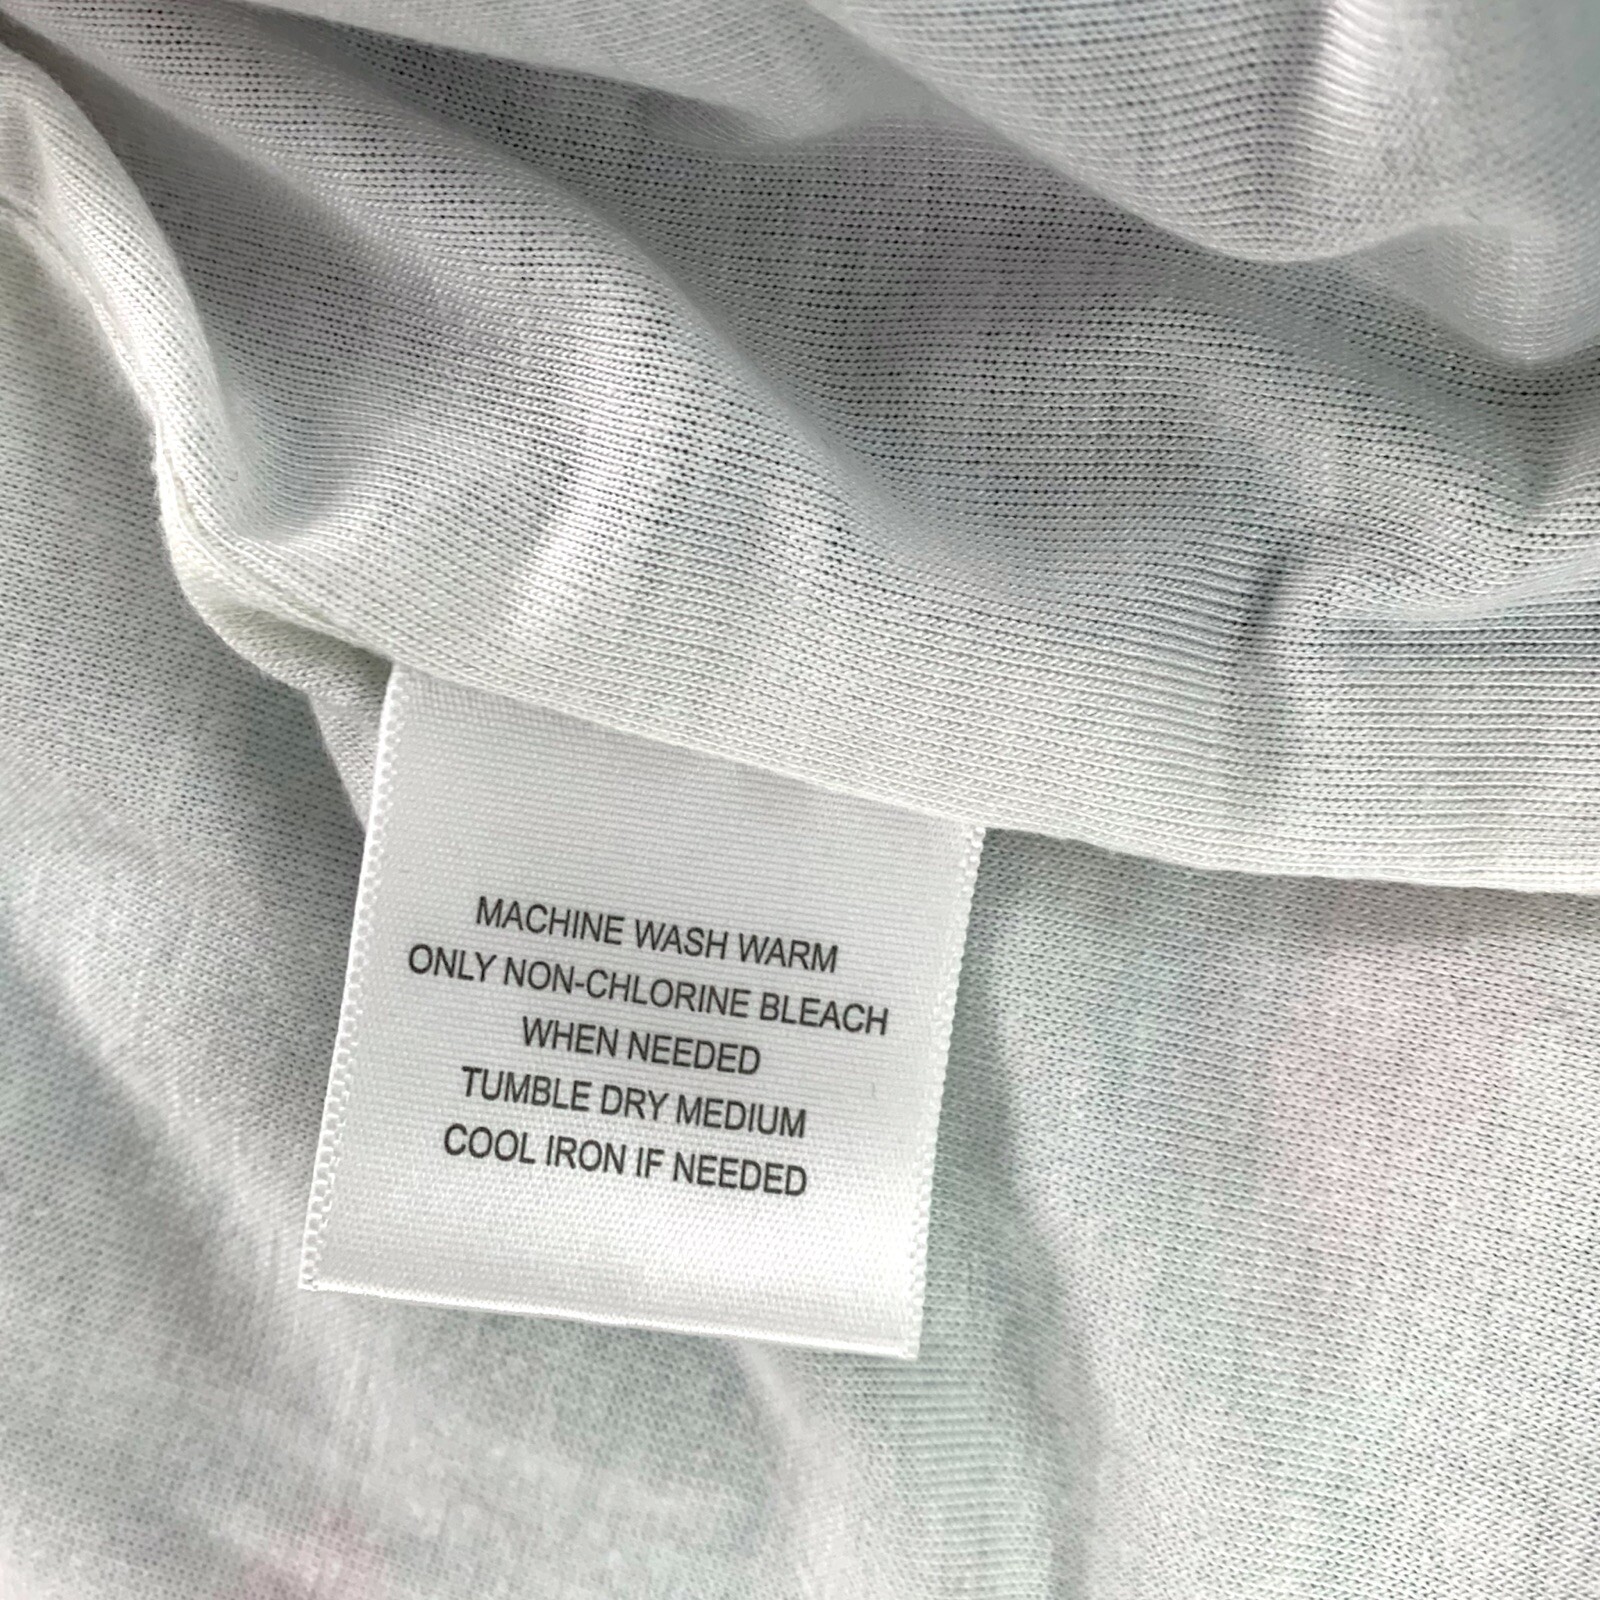 MACHINE WASH WARM
ONLY NON-CHLORINE BLEACH
WHEN NEEDED
TUMBLE DRY MEDIUM
COOL IRON IF NEEDED